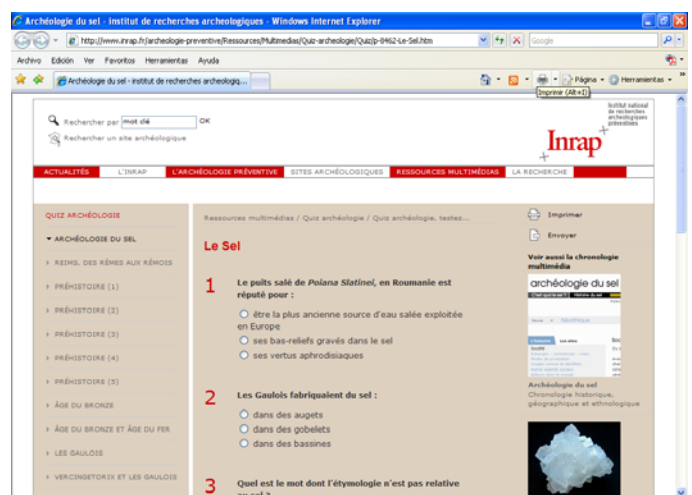 Archéologie du sel - institut de recherches archeologiques - Windows Internet Explorer
http://www.inrap.fr/archeologie-preventive/Ressources/Multimedias/Quiz-archeologie/Quiz/p-8462-Le-Sel.htm
Google
Archivo Edición Ver Favoritos Herramientas Ayuda
Archéologie du sel - institut de recherches archeologiq...
Página
Herramientas
Imprimir (Alt+I)
Rechercher par mot clé OK
Rechercher un site archéologique
Institut national
de recherches
archéologiques
préventives
Inrap
ACTUALITÉS L'INRAP L'ARCHÉOLOGIE PRÉVENTIVE SITES ARCHÉOLOGIQUES RESSOURCES MULTIMÉDIAS LA RECHERCHE
QUIZ ARCHÉOLOGIE
ARCHÉOLOGIE DU SEL
REIMS, DES RÈMES AUX RÉMOIS
PRÉHISTOIRE (1)
PRÉHISTOIRE (2)
PRÉHISTOIRE (3)
PRÉHISTOIRE (4)
PRÉHISTOIRE (5)
ÂGE DU BRONZE
ÂGE DU BRONZE ET ÂGE DU FER
LES GAULOIS
VERCINGETORIX ET LES GAULOIS
Ressources multimédias / Quiz archéologie / Quiz archéologie, testez...
Le Sel
1 Le puits salé de Poiana Slatinei, en Roumanie est
réputé pour :
être la plus ancienne source d'eau salée exploitée
en Europe
ses bas-reliefs gravés dans le sel
ses vertus aphrodisiaques
2 Les Gaulois fabriquaient du sel :
dans des augets
dans des gobelets
dans des bassines
3 Quel est le mot dont l'étymologie n'est pas relative
au sel ?
Imprimer
Envoyer
Voir aussi la chronologie
multimédia
archéologie du sel
Archéologie du sel
Chronologie historique,
géographique et ethnologique